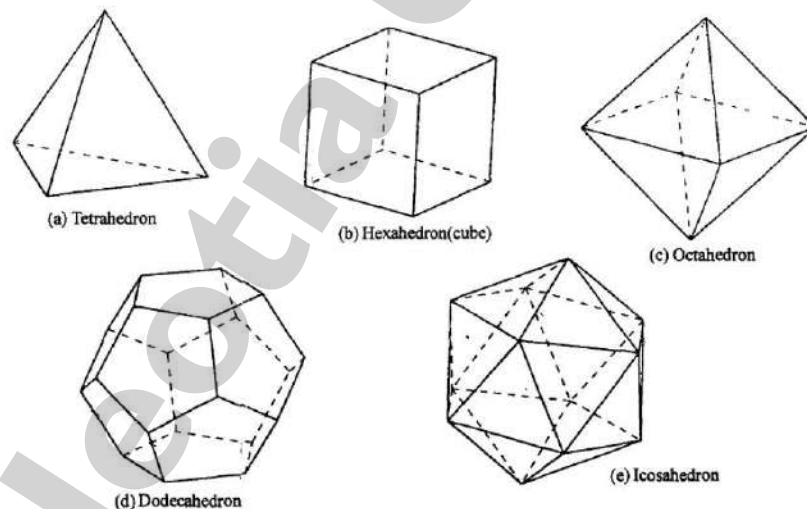 (a) Tetrahedron
(b) Hexahedron(cube)
(c) Octahedron
(d) Dodecahedron
(e) Icosahedron